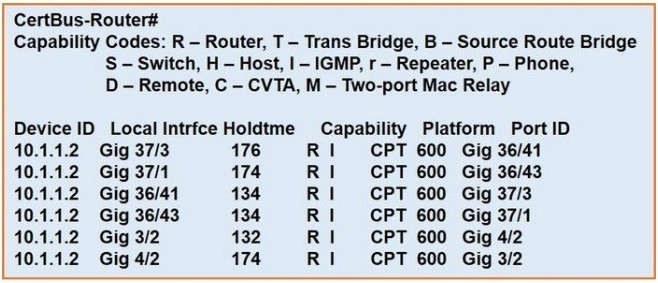 CertBus-Router#
Capability Codes: R – Router, T – Trans Bridge, B – Source Route Bridge
S – Switch, H – Host, I – IGMP, r – Repeater, P – Phone,
D – Remote, C – CVTA, M – Two-port Mac Relay
Device ID Local Intrfce Holdtme Capability Platform Port ID
10.1.1.2 Gig 37/3 176 R I CPT 600 Gig 36/41
10.1.1.2 Gig 37/1 174 R I CPT 600 Gig 36/43
10.1.1.2 Gig 36/41 134 R I CPT 600 Gig 37/3
10.1.1.2 Gig 36/43 134 R I CPT 600 Gig 37/1
10.1.1.2 Gig 3/2 132 R I CPT 600 Gig 4/2
10.1.1.2 Gig 4/2 174 R I CPT 600 Gig 3/2